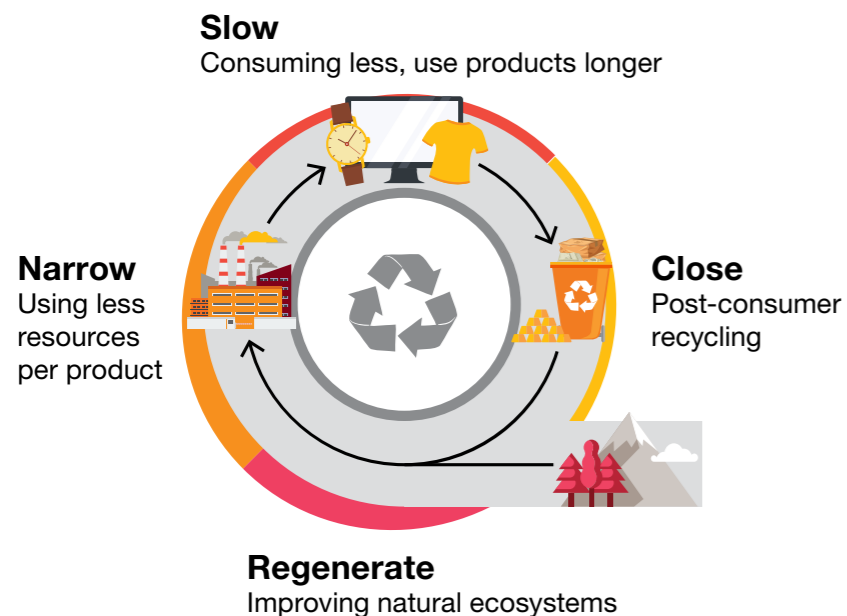 Slow
Consuming less, use products longer
Narrow
Using less
resources
per product
Close
Post-consumer
recycling
Regenerate
Improving natural ecosystems